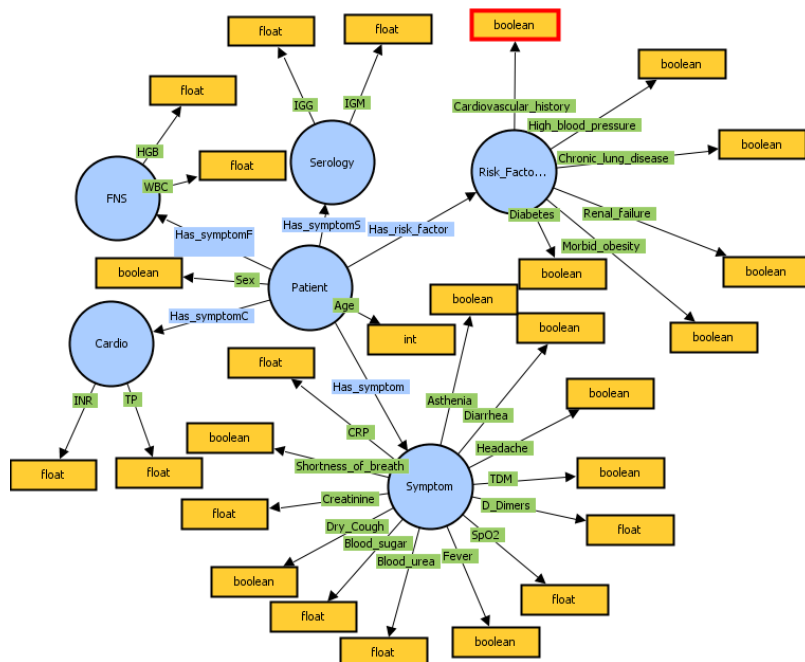 boolean
float
float
boolean
float
IGG
IGM
Cardiovascular_history
High_blood_pressure
boolean
HGB
float
Serology
Chronic_lung_disease
Risk_Facto...
WBC
FNS
Diabetes
Renal_failure
Has_symptomS
Has_risk_factor
Has_symptomF
Morbid_obesity
boolean
Sex
Patient
boolean
boolean
boolean
Age
Has_symptomC
boolean
boolean
int
Cardio
float
Has_symptom
INR
TP
Asthenia
Diarrhea
CRP
boolean
boolean
Headache
Shortness_of_breath
float
float
TDM
boolean
Symptom
Creatinine
D_Dimers
float
Dry_Cough
SpO2
float
Blood_sugar
Blood_urea
Fever
boolean
float
float
float
boolean